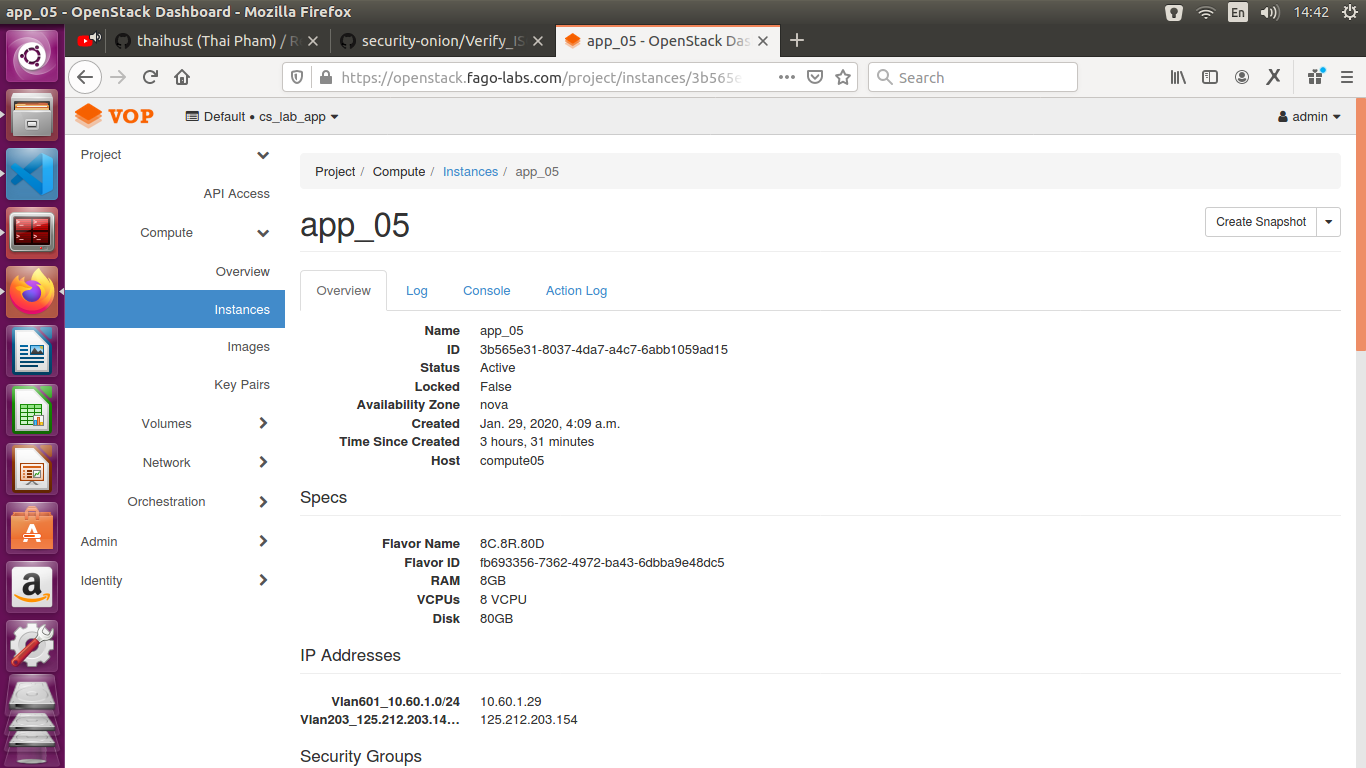 app_05 - OpenStack Dashboard - Mozilla Firefox
En
14:42
thaihust (Thai Pham) / R
security-onion/Verify_IS
app_05 - OpenStack Das
https://openstack.fago-labs.com/project/instances/3b565e
Search
VOP
Default • cs_lab_app
admin
Project
API Access
Compute
Overview
Instances
Images
Key Pairs
Volumes
Network
Orchestration
Admin
Identity
Project / Compute / Instances / app_05
app_05
Create Snapshot
Overview Log Console Action Log
Name app_05
ID 3b565e31-8037-4da7-a4c7-6abb1059ad15
Status Active
Locked False
Availability Zone nova
Created Jan. 29, 2020, 4:09 a.m.
Time Since Created 3 hours, 31 minutes
Host compute05
Specs
Flavor Name 8C.8R.80D
Flavor ID fb693356-7362-4972-ba43-6dbba9e48dc5
RAM 8GB
VCPUs 8 VCPU
Disk 80GB
IP Addresses
Vlan601_10.60.1.0/24 10.60.1.29
Vlan203_125.212.203.14… 125.212.203.154
Security Groups